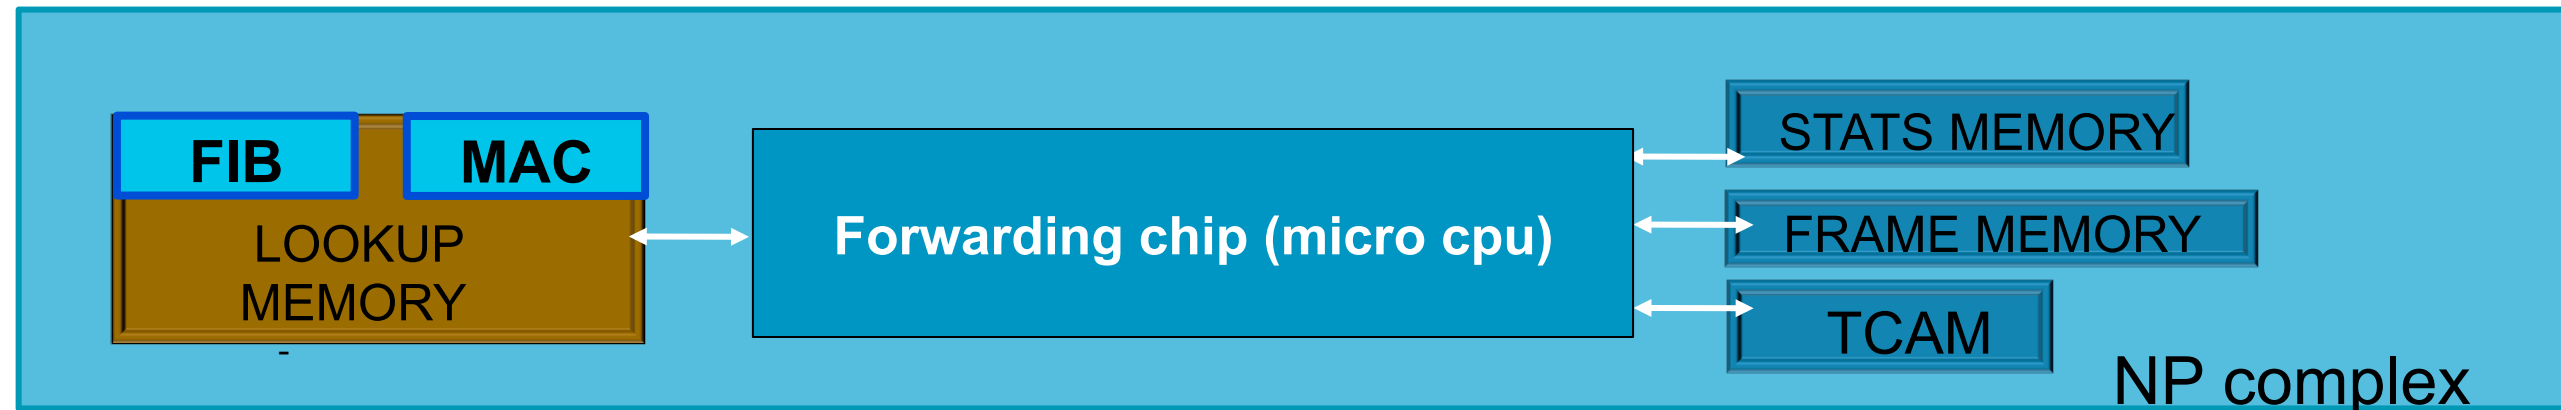 FIB
MAC
LOOKUP
MEMORY
-
Forwarding chip (micro cpu)
STATS MEMORY
FRAME MEMORY
TCAM
NP complex